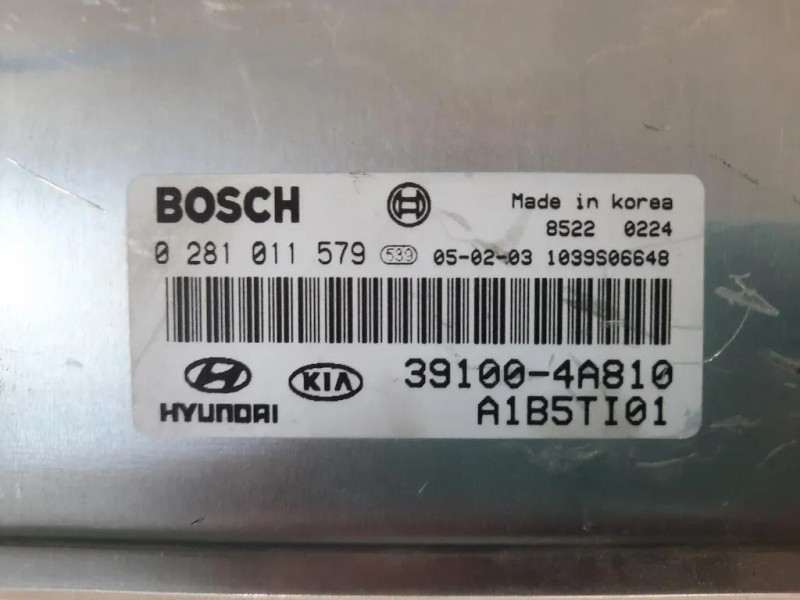 BOSCH
Made in korea
8522 0224
0 281 011 579 539 05-02-03 1039S06648
KIA 39100-4A810
HYUNDAI A1B5TI01